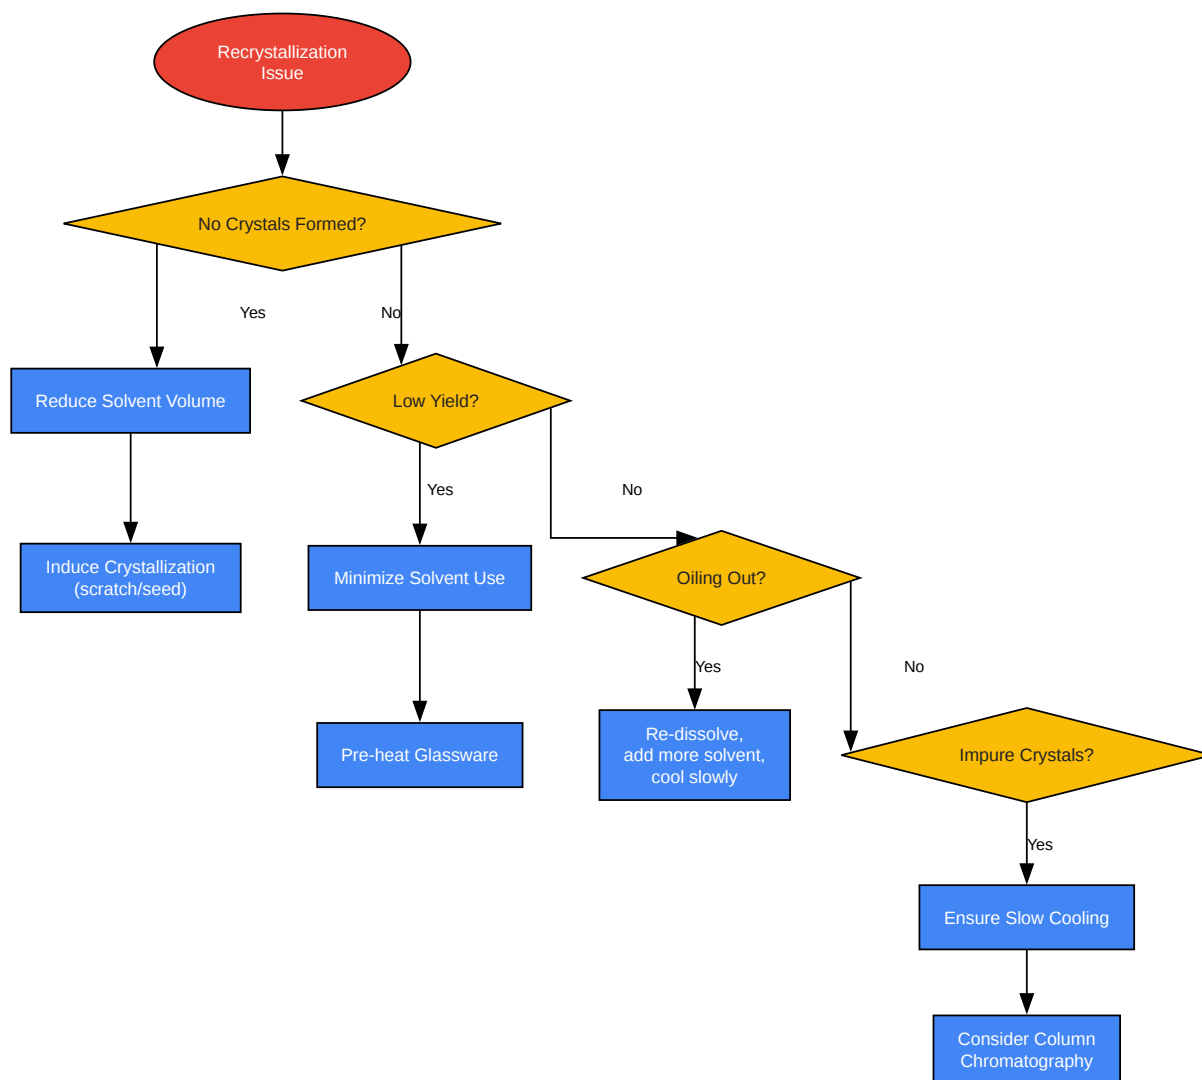 Recrystallization
Issue
No Crystals Formed?
Yes
No
Reduce Solvent Volume
Low Yield?
Yes
No
Induce Crystallization
(scratch/seed)
Minimize Solvent Use
Oiling Out?
Yes
No
Pre-heat Glassware
Re-dissolve,
add more solvent,
cool slowly
Impure Crystals?
Yes
Ensure Slow Cooling
Consider Column
Chromatography